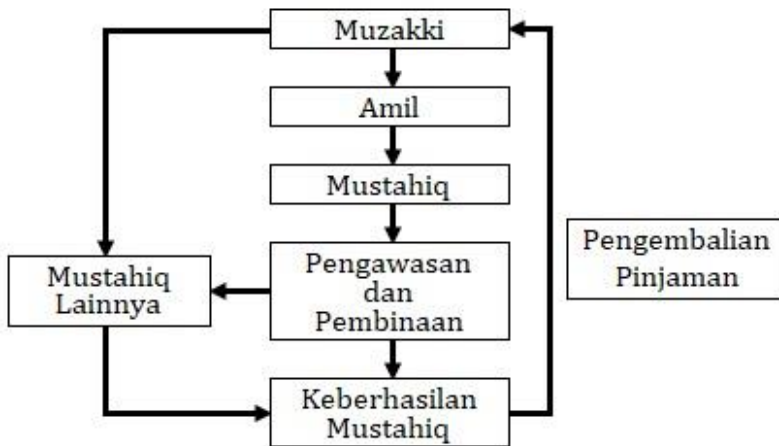 Muzakki
Amil
Mustahiq
Pengawasan
dan
Pembinaan
Mustahiq
Lainnya
Keberhasilan
Mustahiq
Pengembalian
Pinjaman